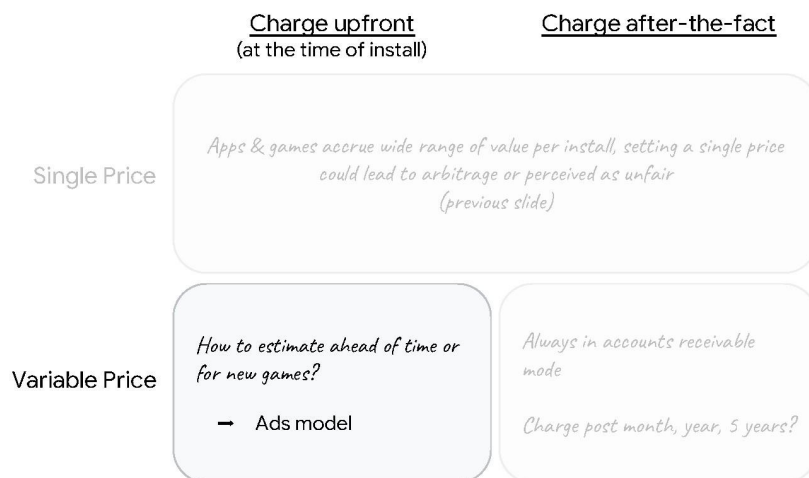 Charge upfront
(at the time of install)
Charge after-the-fact
Single Price
Apps & games accrue wide range of value per install, setting a single price
could lead to arbitrage or perceived as unfair
(previous slide)
Variable Price
How to estimate ahead of time or
for new games?
→ Ads model
Always in accounts receivable
mode
Charge post month, year, 5 years?